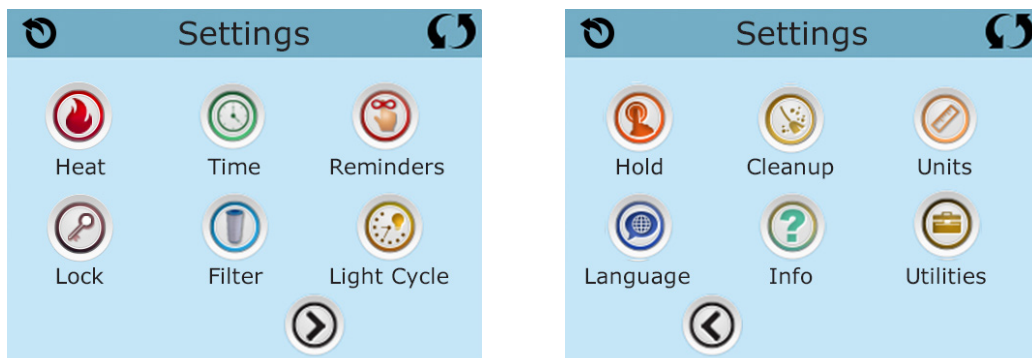 Settings
Heat Time Reminders
Lock Filter Light Cycle
Settings
Hold Cleanup Units
Language Info Utilities